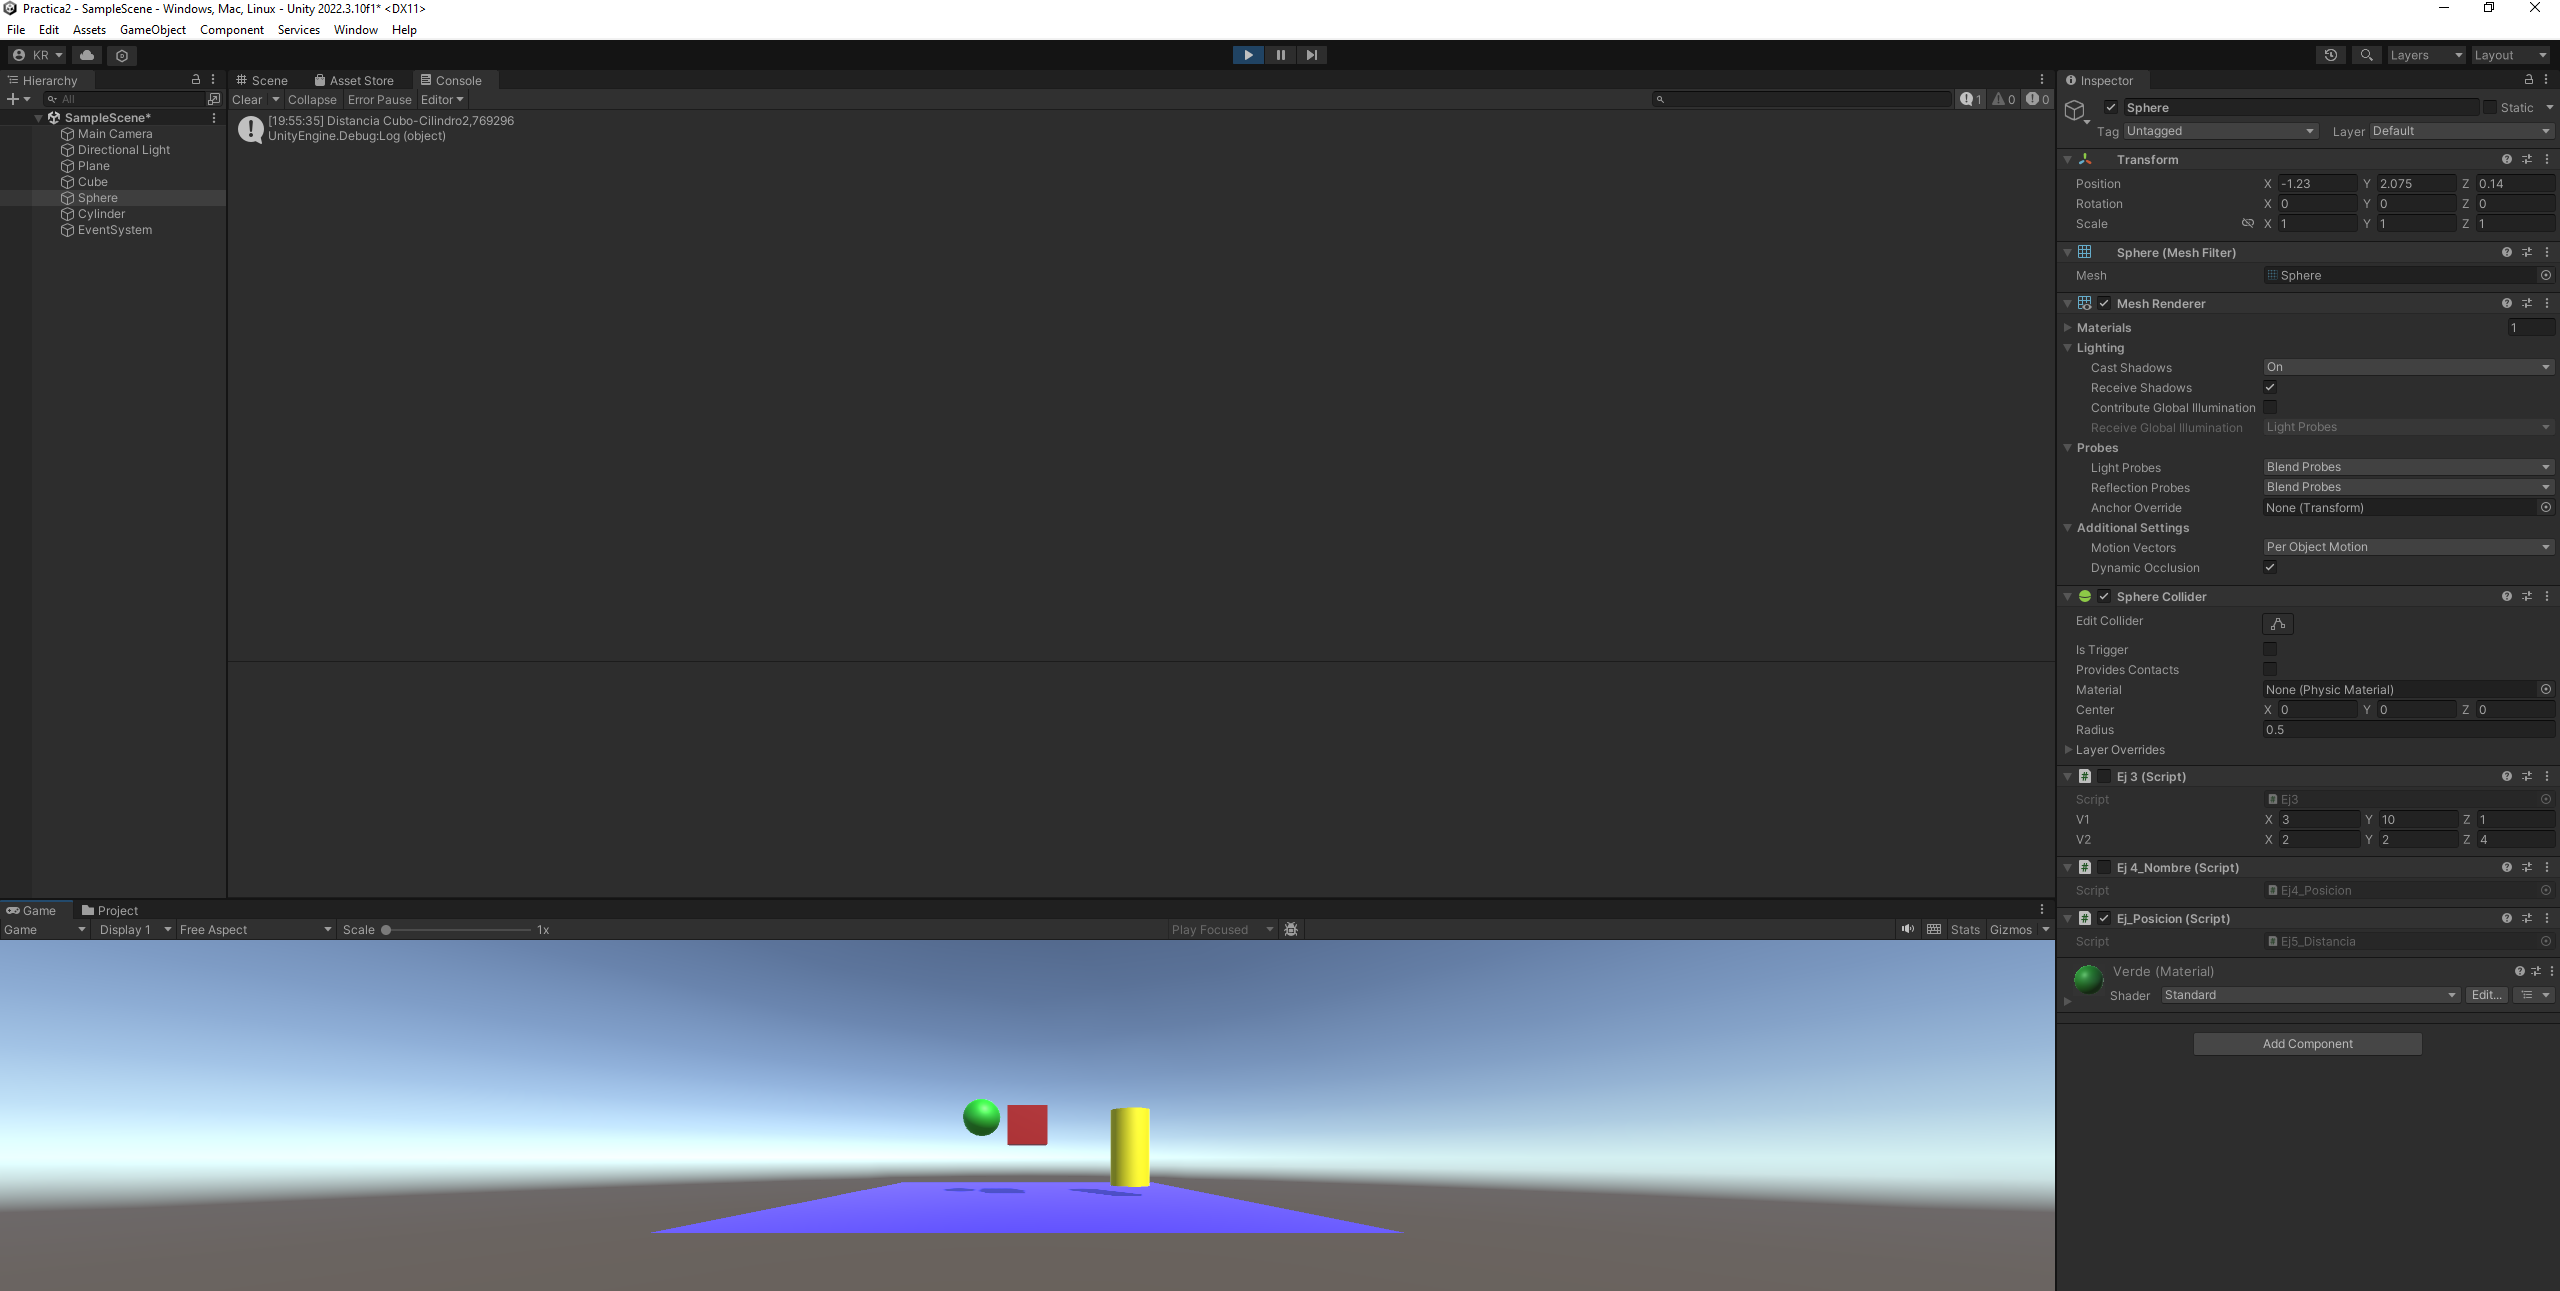 Practica2 - SampleScene - Windows, Mac, Linux - Unity 2022.3.10f1* <DX11>
File Edit Assets GameObject Component Services Window Help
KR Layers Layout
Hierarchy Scene Asset Store Console Inspector
All Clear Collapse Error Pause Editor 1 0 0
SampleScene*
Main Camera
Directional Light
Plane
Cube
Sphere
Cylinder
EventSystem
[19:55:35] Distancia Cubo-Cilindro2,769296
UnityEngine.Debug:Log (object)
Sphere Static
Tag Untagged Layer Default
Transform
Position X -1.23 Y 2.075 Z 0.14
Rotation X 0 Y 0 Z 0
Scale X 1 Y 1 Z 1
Sphere (Mesh Filter)
Mesh Sphere
Mesh Renderer
Materials 1
Lighting
Cast Shadows On
Receive Shadows
Contribute Global Illumination
Receive Global Illumination Light Probes
Probes
Light Probes Blend Probes
Reflection Probes Blend Probes
Anchor Override None (Transform)
Additional Settings
Motion Vectors Per Object Motion
Dynamic Occlusion
Sphere Collider
Edit Collider
Is Trigger
Provides Contacts
Material None (Physic Material)
Center X 0 Y 0 Z 0
Radius 0.5
Layer Overrides
# Ej 3 (Script)
Script Ej3
V1 X 3 Y 10 Z 1
V2 X 2 Y 2 Z 4
# Ej 4_Nombre (Script)
Script Ej4_Posicion
# Ej_Posicion (Script)
Script Ej5_Distancia
Verde (Material)
Shader Standard Edit...
Add Component
Game Project
Game Display 1 Free Aspect Scale 1x Play Focused Stats Gizmos